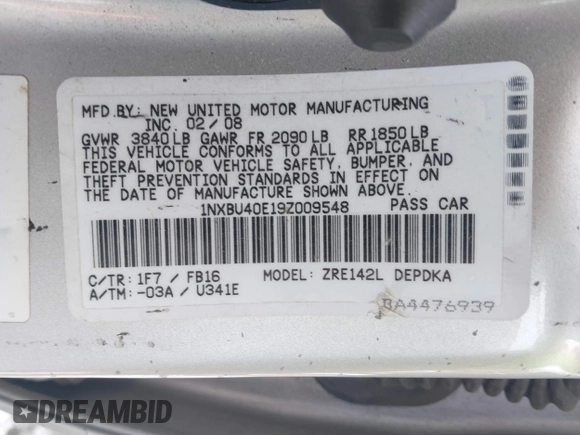 MFD.BY: NEW UNITED MOTOR MANUFACTURING
INC. 02/08
GVWR 3840LB GAWR FR 2090LB RR1850LB
THIS VEHICLE CONFORMS TO ALL APPLICABLE
FEDERAL MOTOR VEHICLE SAFETY, BUMPER, AND
THEFT PREVENTION STANDARDS IN EFFECT ON
THE DATE OF MANUFACTURE SHOWN ABOVE.
1NXBU40E19Z009548 PASS CAR
C/TR: 1F7 / FB16 MODEL: ZRE142L DEPDKA
A/TM: -03A / U341E
BA4476939
DREAMBID